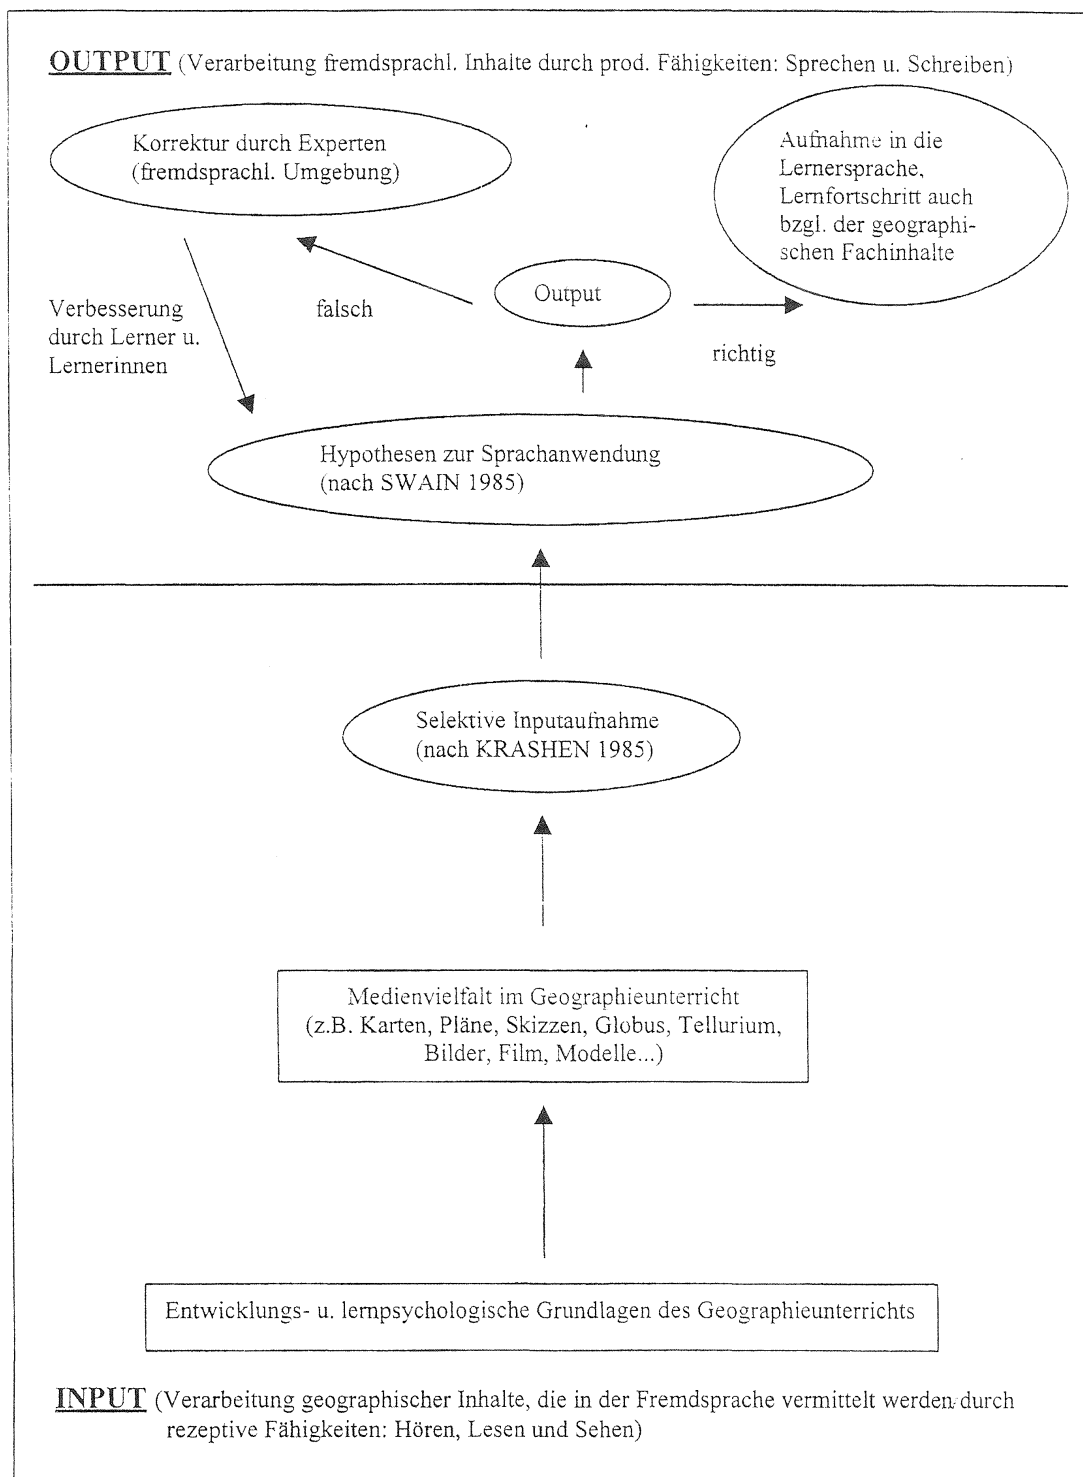 OUTPUT (Verarbeitung fremdsprachl. Inhalte durch prod. Fähigkeiten: Sprechen u. Schreiben)
Korrektur durch Experten
(fremdsprachl. Umgebung)
Aufnahme in die
Lernersprache,
Lernfortschritt auch
bzgl. der geographi-
schen Fachinhalte
Output
Verbesserung
durch Lerner u.
Lernerinnen
falsch
richtig
Hypothesen zur Sprachanwendung
(nach SWAIN 1985)
Selektive Inputaufnahme
(nach KRASHEN 1985)
Medienvielfalt im Geographieunterricht
(z.B. Karten, Pläne, Skizzen, Globus, Tellurium,
Bilder, Film, Modelle...)
Entwicklungs- u. lernpsychologische Grundlagen des Geographieunterrichts
INPUT (Verarbeitung geographischer Inhalte, die in der Fremdsprache vermittelt werden durch
rezeptive Fähigkeiten: Hören, Lesen und Sehen)